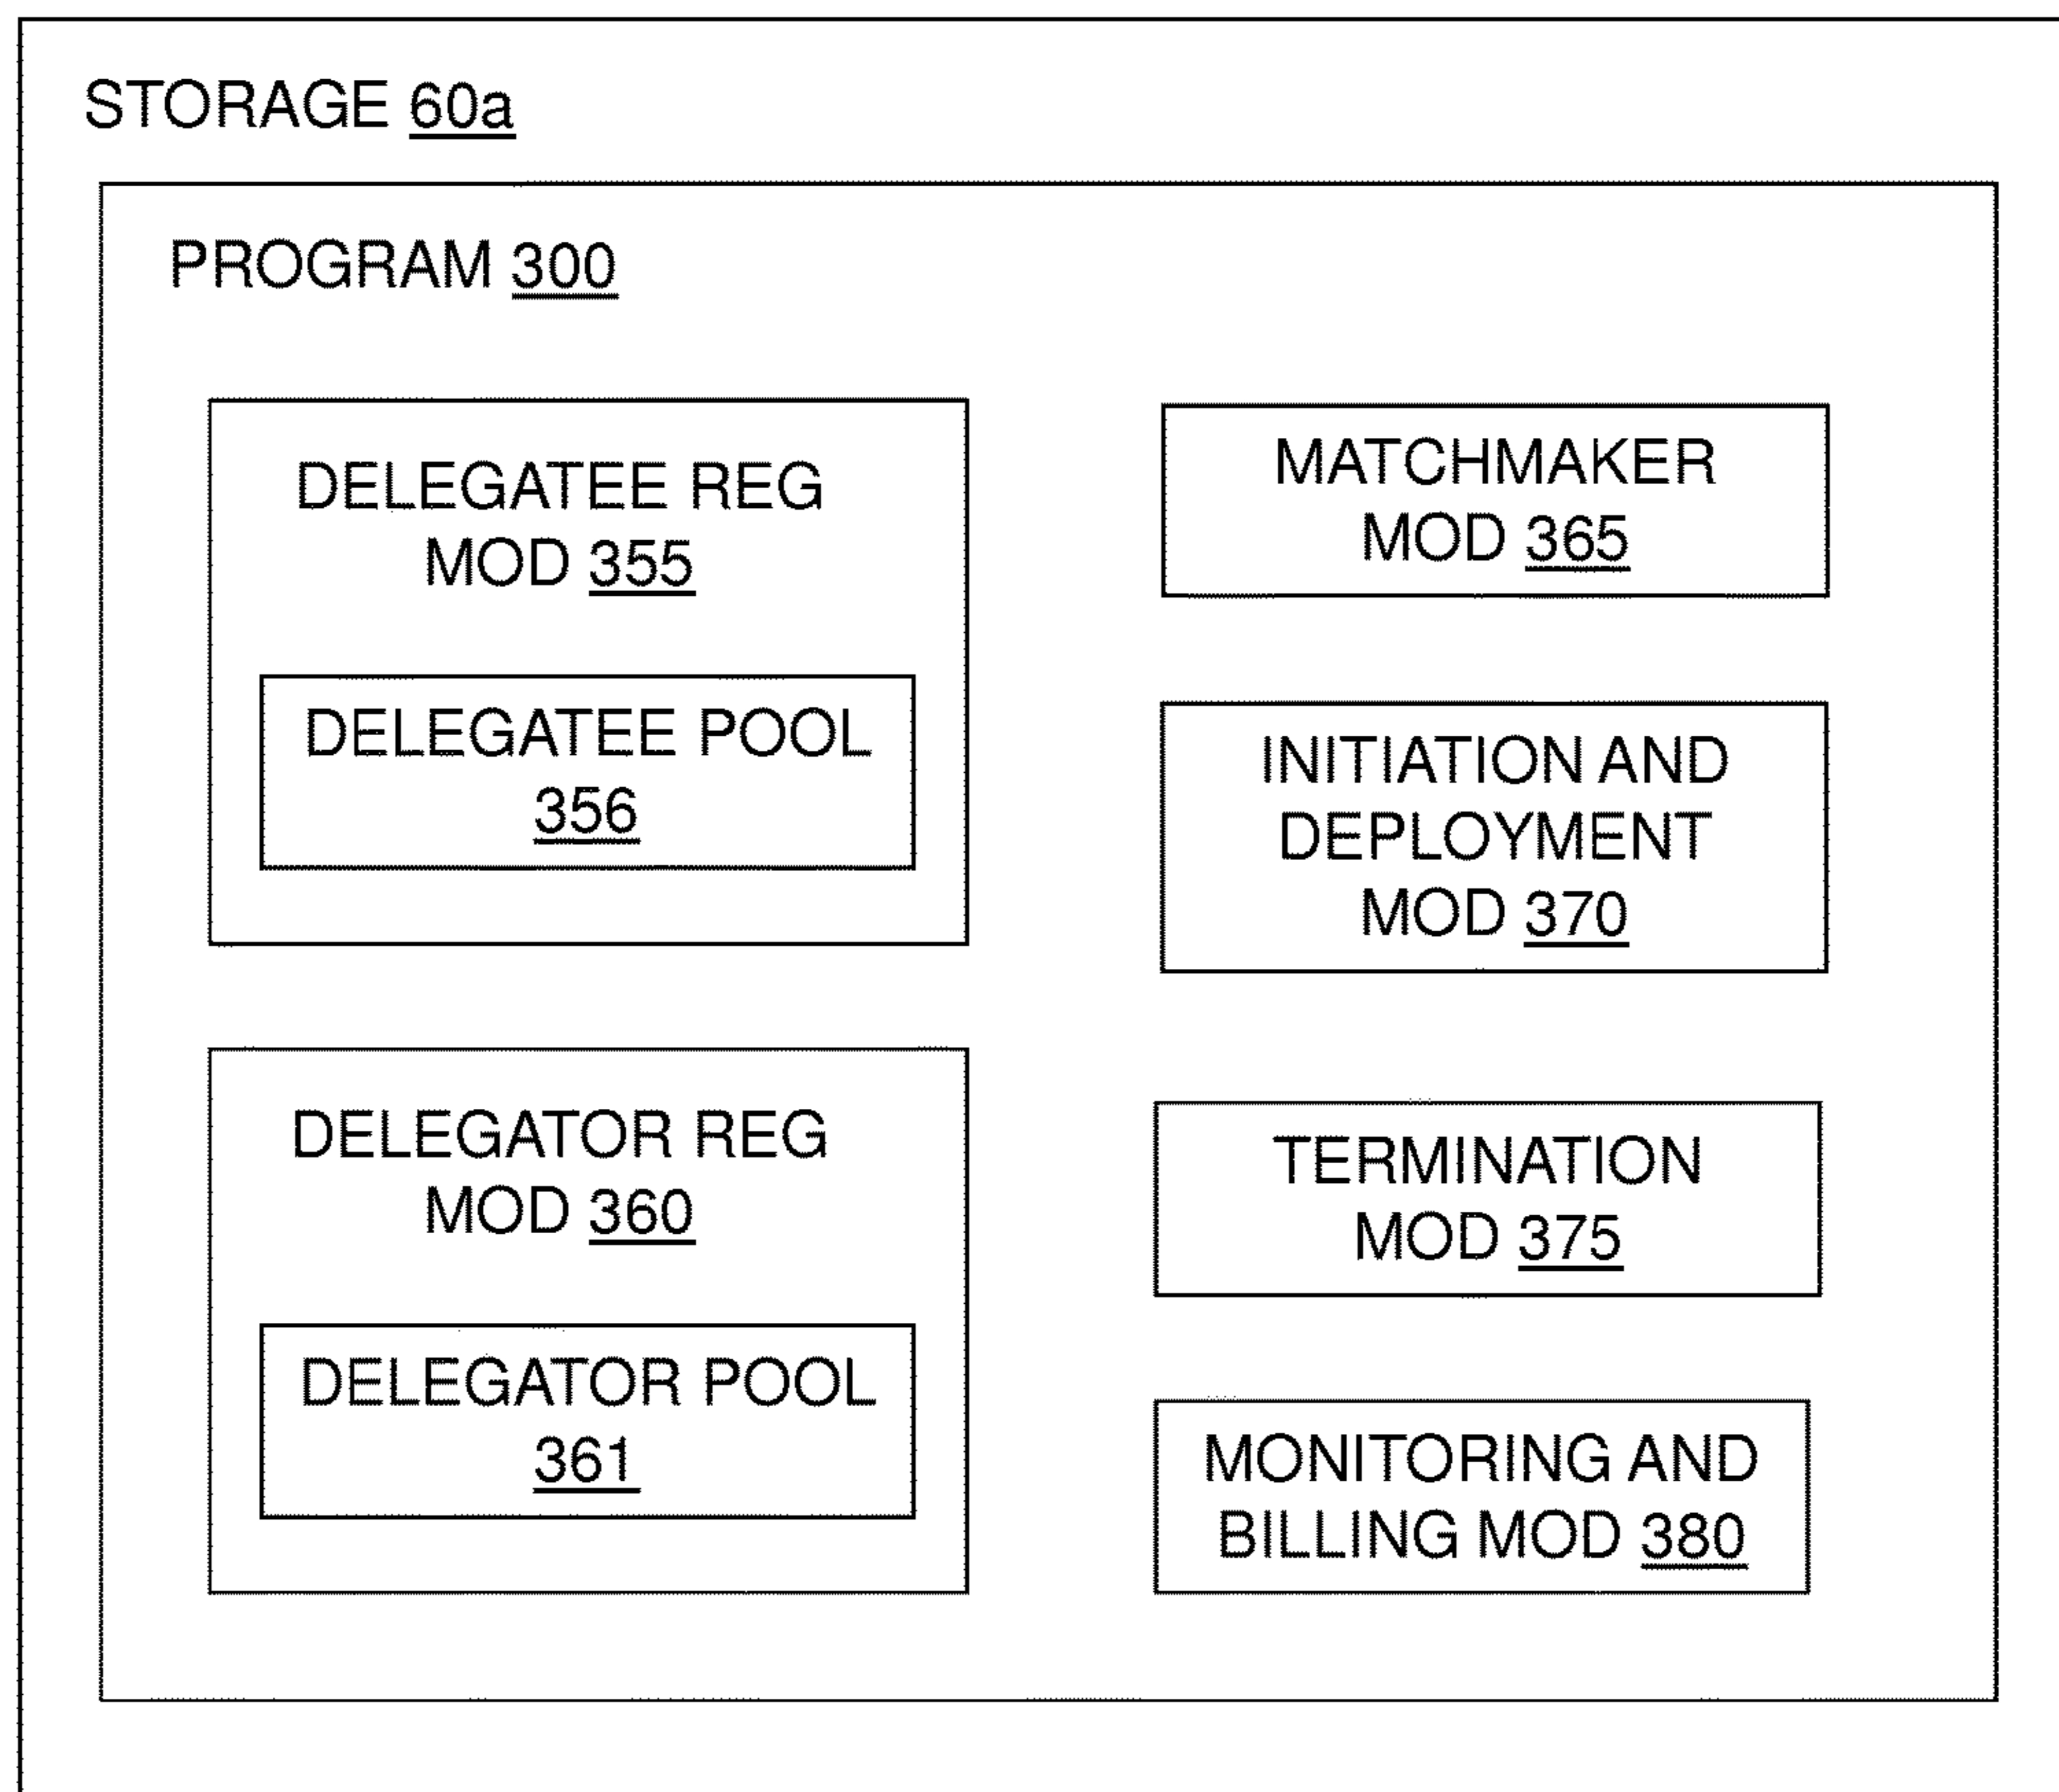 STORAGE 60a
PROGRAM 300
DELEGATEE REG
MOD 355
DELEGATEE POOL
356
DELEGATOR REG
MOD 360
DELEGATOR POOL
361
MATCHMAKER
MOD 365
INITIATION AND
DEPLOYMENT
MOD 370
TERMINATION
MOD 375
MONITORING AND
BILLING MOD 380